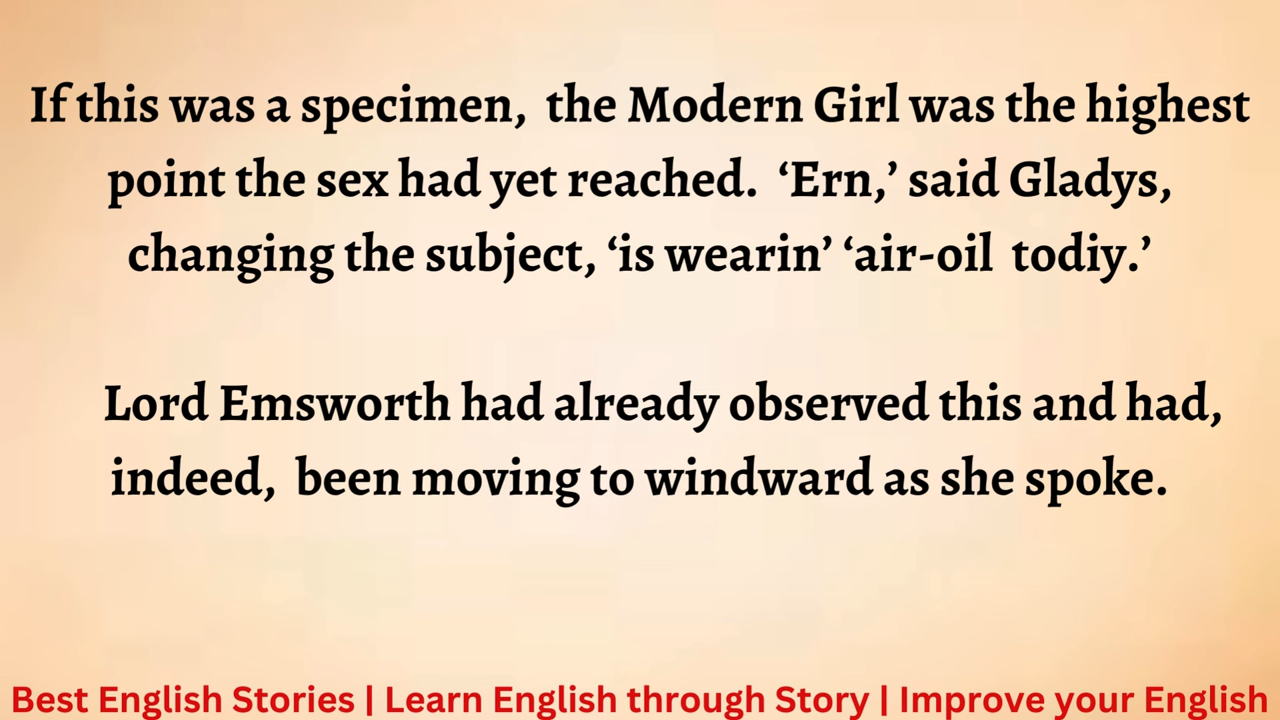 If this was a specimen, the Modern Girl was the highest
point the sex had yet reached. ‘Ern,’ said Gladys,
changing the subject, ‘is wearin’ ‘air-oil todiy.’
Lord Emsworth had already observed this and had,
indeed, been moving to windward as she spoke.
Best English Stories | Learn English through Story | Improve your English